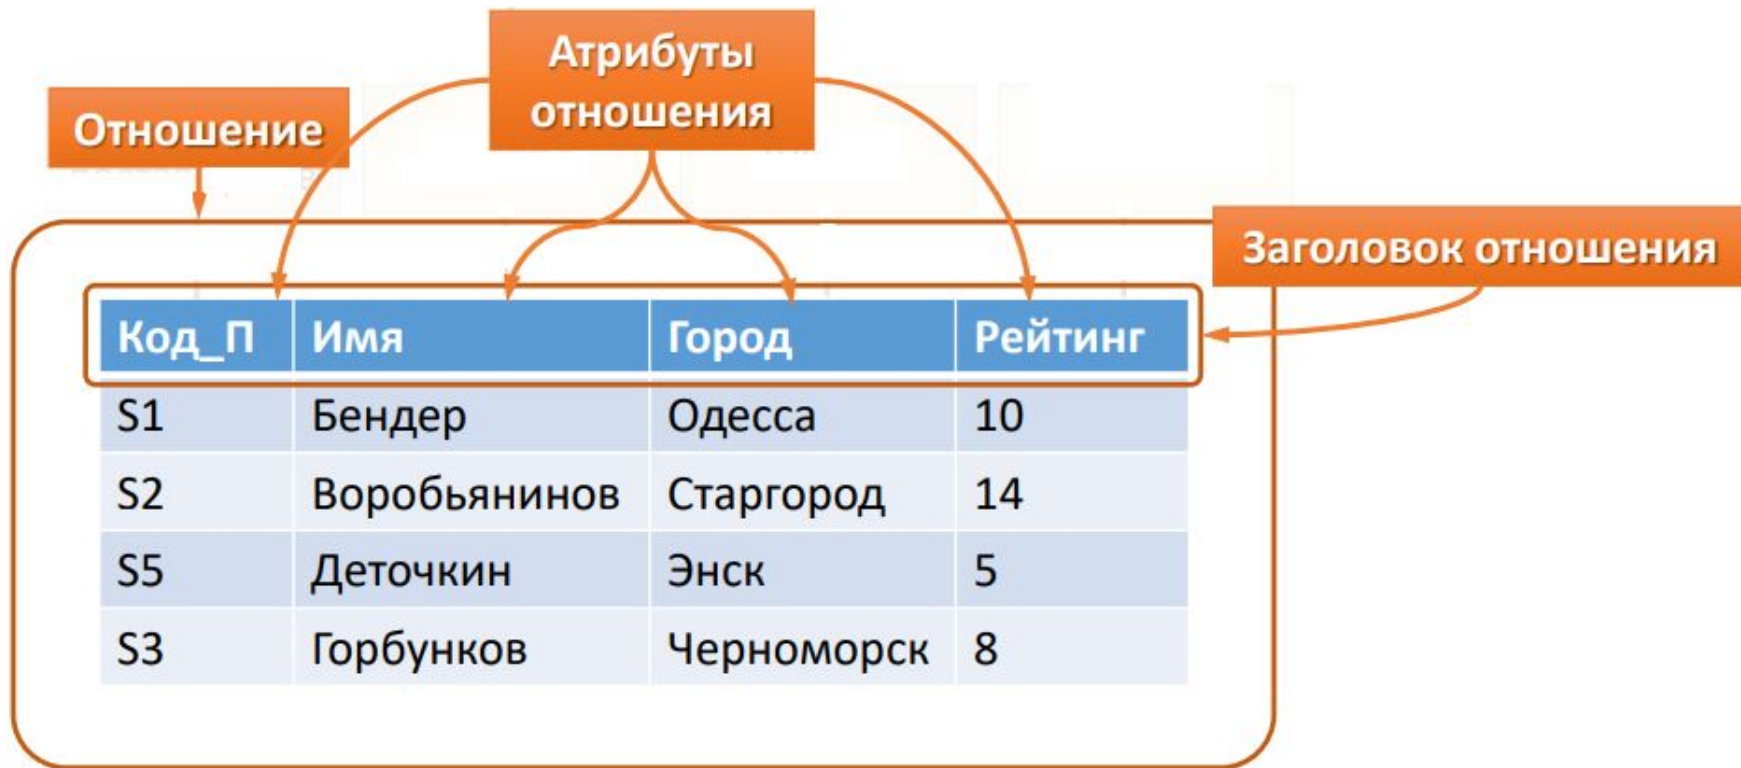 Атрибуты
отношения
Отношение
Заголовок отношения
Код_П Имя Город Рейтинг
S1 Бендер Одесса 10
S2 Воробьянинов Старгород 14
S5 Деточкин Энск 5
S3 Горбунков Черноморск 8